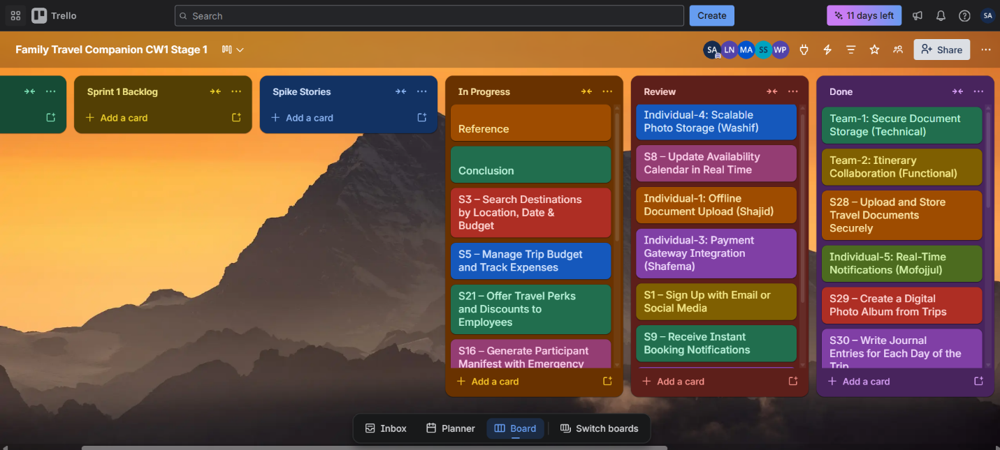 Trello
Search
Create
11 days left
SA
Family Travel Companion CW1 Stage 1
SA
LN
MA
SS
WP
Share
Sprint 1 Backlog
Add a card
Spike Stories
Add a card
In Progress
Reference
Conclusion
S3 – Search Destinations
by Location, Date &
Budget
S5 – Manage Trip Budget
and Track Expenses
S21 – Offer Travel Perks
and Discounts to
Employees
S16 – Generate Participant
Manifest with Emergency
Add a card
Review
Individual-4: Scalable
Photo Storage (Washif)
S8 – Update Availability
Calendar in Real Time
Individual-1: Offline
Document Upload (Shajid)
Individual-3: Payment
Gateway Integration
(Shafema)
S1 – Sign Up with Email or
Social Media
S9 – Receive Instant
Booking Notifications
Add a card
Done
Team-1: Secure Document
Storage (Technical)
Team-2: Itinerary
Collaboration (Functional)
S28 – Upload and Store
Travel Documents
Securely
Individual-5: Real-Time
Notifications (Mofojjul)
S29 – Create a Digital
Photo Album from Trips
S30 – Write Journal
Entries for Each Day of the
Trip
Add a card
Inbox
Planner
Board
Switch boards